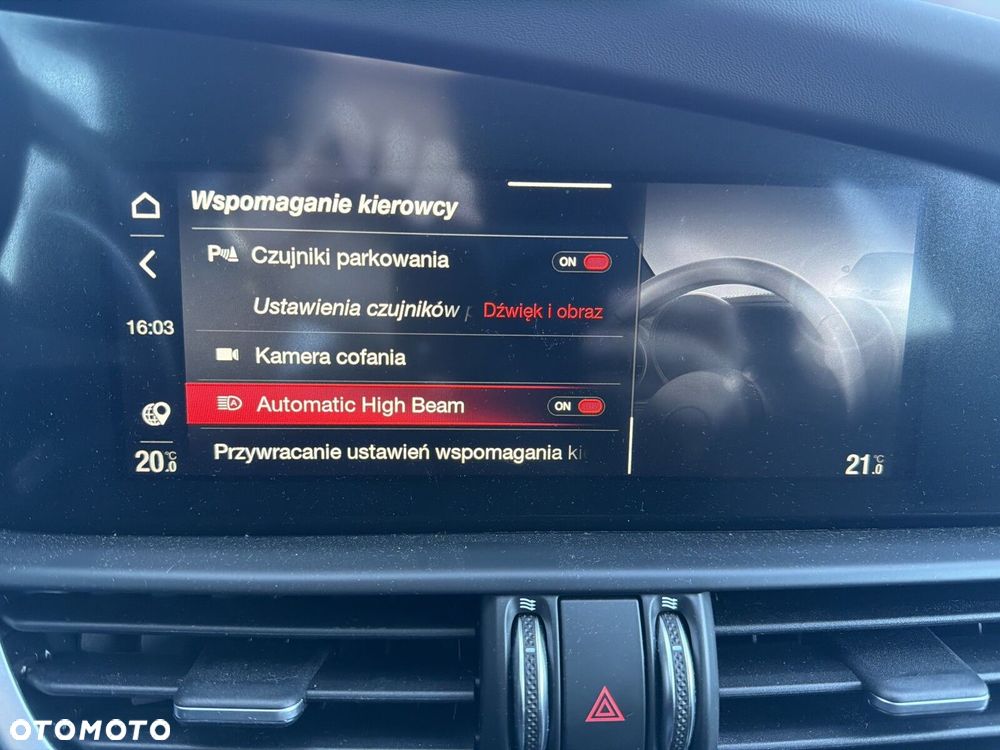 Wspomaganie kierowcy
Czujniki parkowania ON
Ustawienia czujników Dźwięk i obraz
16:03
Kamera cofania
Automatic High Beam ON
Przywracanie ustawień wspomagania
20.0 °C
21.0 °C
OTOMOTO